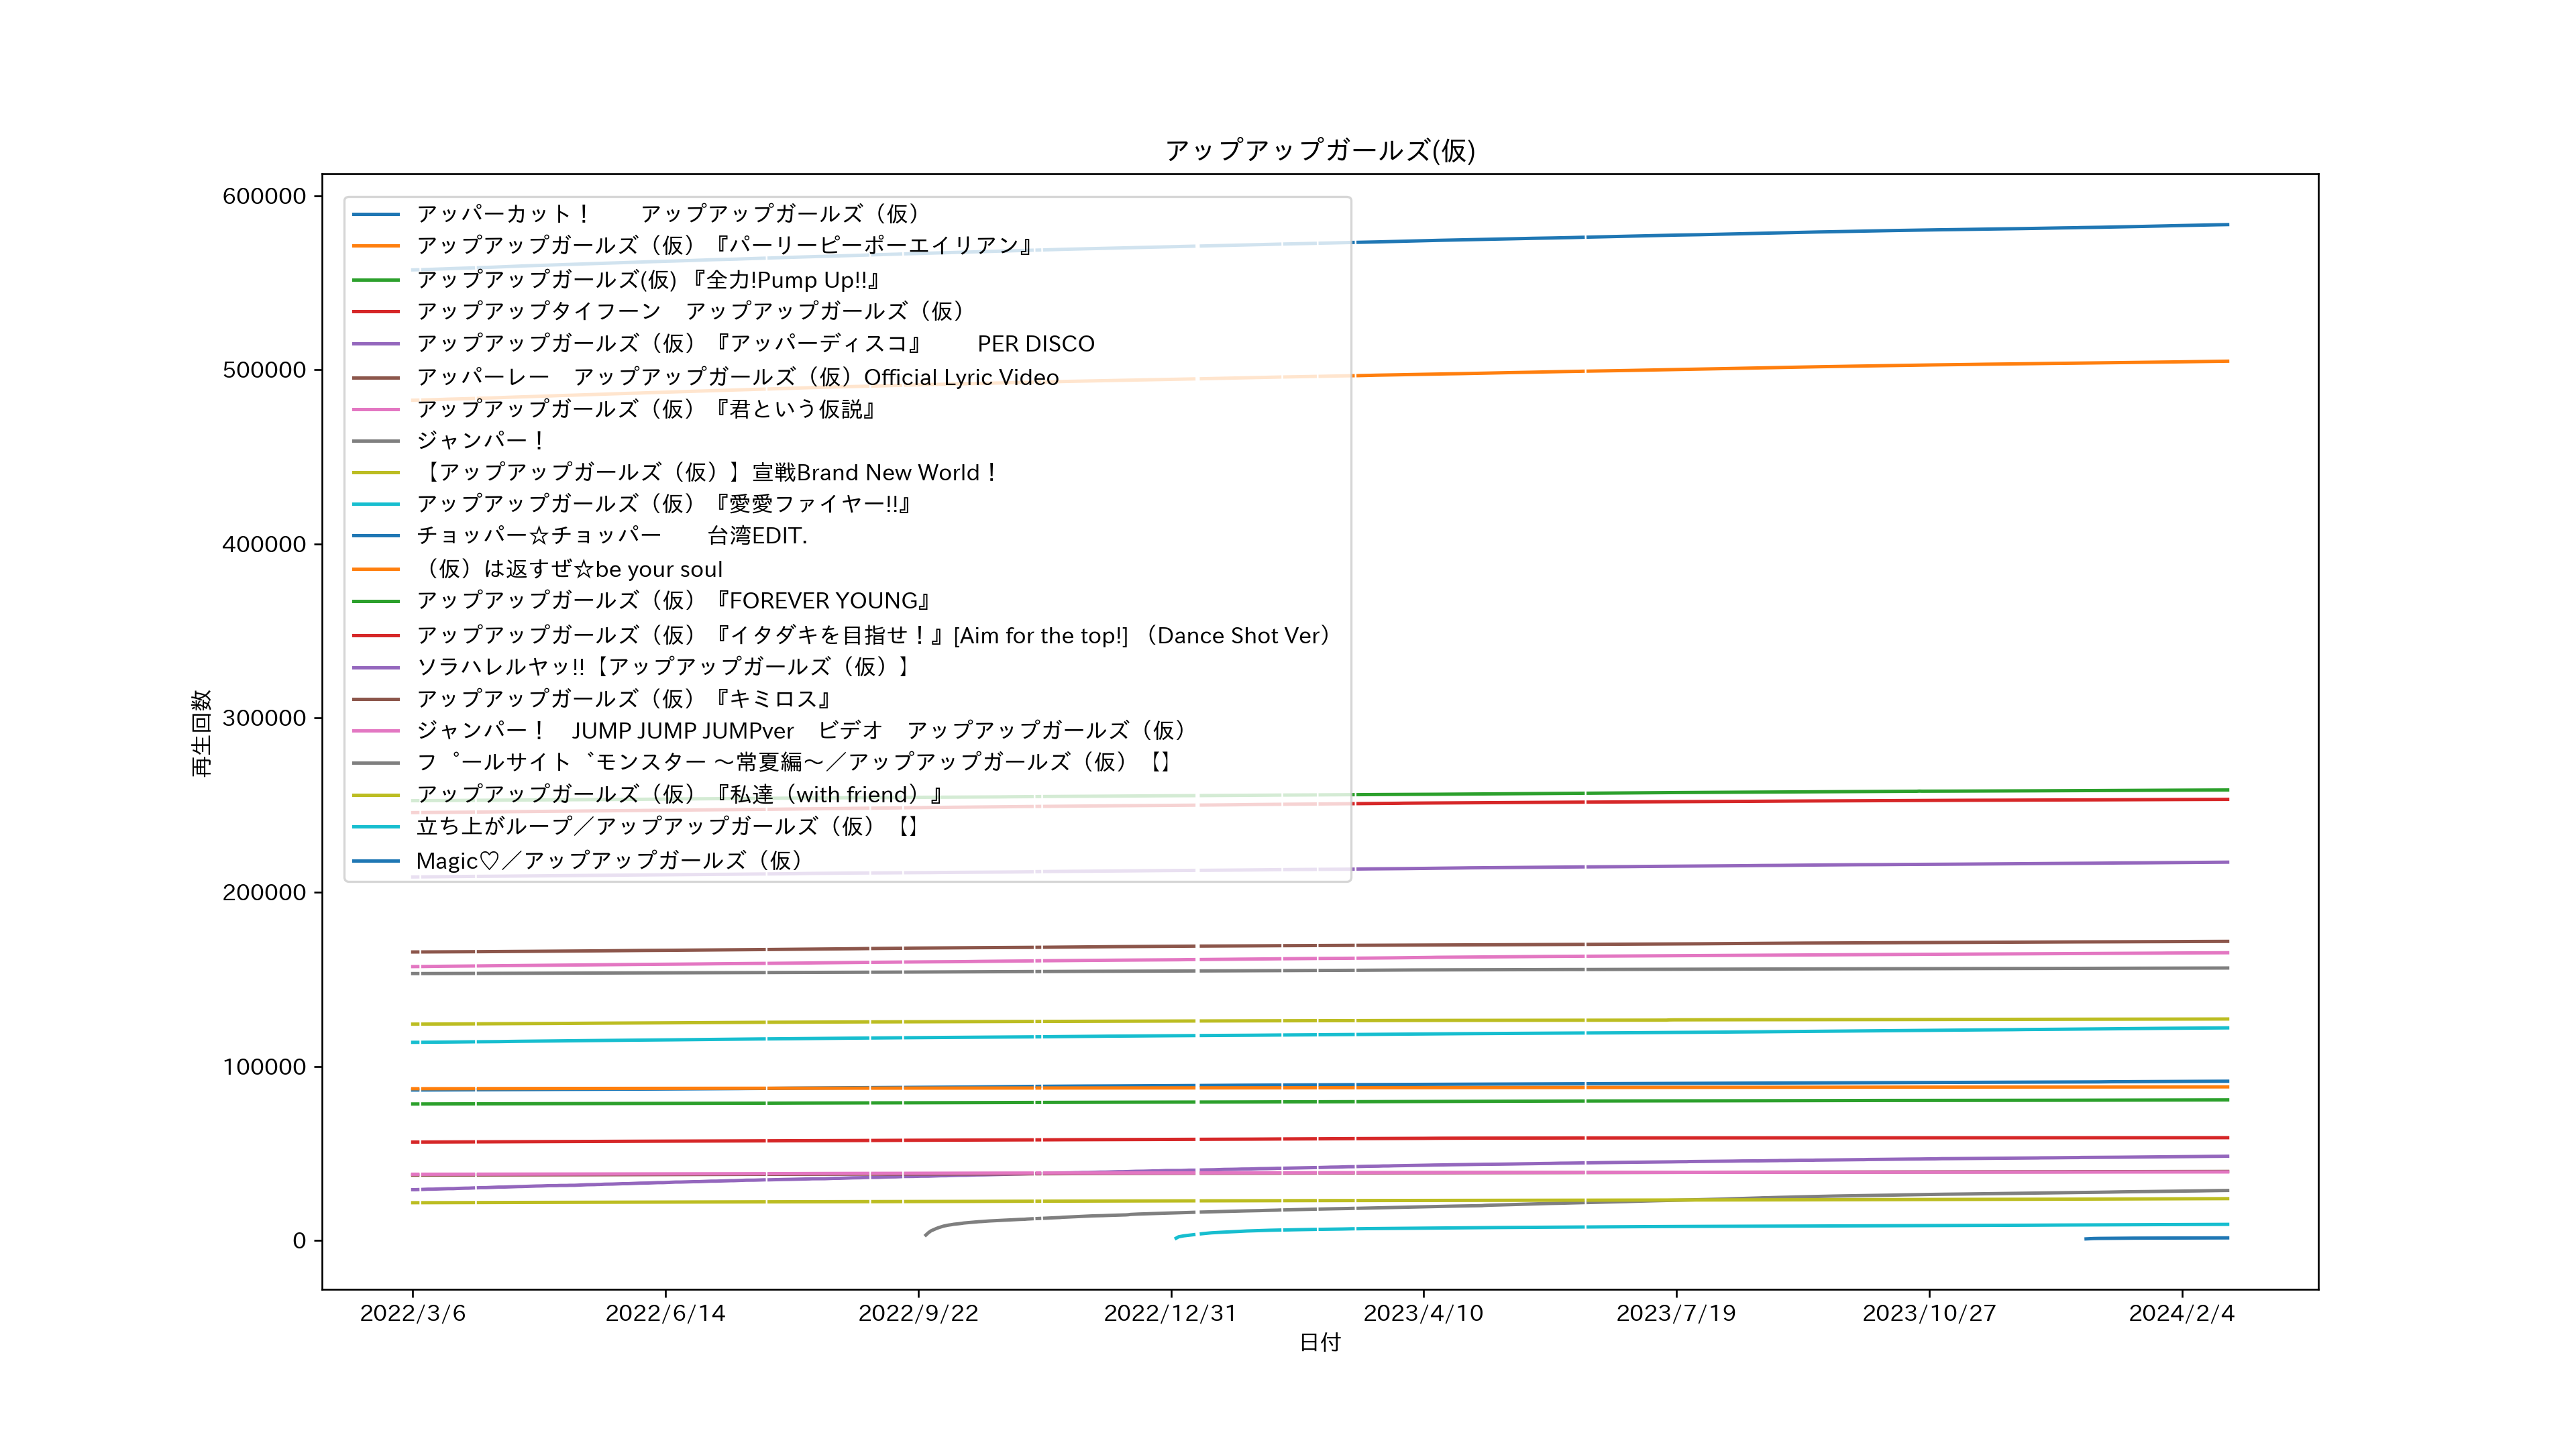 アップアップガールズ(仮)
600000
500000
400000
300000
200000
100000
0
再生回数
アッパーカット！　　アップアップガールズ（仮）
アップアップガールズ（仮）『パーリーピーポーエイリアン』
アップアップガールズ(仮) 『全力!Pump Up!!』
アップアップタイフーン　アップアップガールズ（仮）
アップアップガールズ（仮）『アッパーディスコ』　　PER DISCO
アッパーレー　アップアップガールズ（仮）Official Lyric Video
アップアップガールズ（仮）『君という仮説』
ジャンパー！
【アップアップガールズ（仮）】宣戦Brand New World！
アップアップガールズ（仮）『愛愛ファイヤー!!』
チョッパー☆チョッパー　　台湾EDIT.
（仮）は返すぜ☆be your soul
アップアップガールズ（仮）『FOREVER YOUNG』
アップアップガールズ（仮）『イタダキを目指せ！』[Aim for the top!] （Dance Shot Ver）
ソラハレルヤッ!!【アップアップガールズ（仮）】
アップアップガールズ（仮）『キミロス』
ジャンパー！　JUMP JUMP JUMPver　ビデオ　アップアップガールズ（仮）
フ゜ールサイト゛モンスター 〜常夏編〜／アップアップガールズ（仮）【】
アップアップガールズ（仮）『私達（with friend）』
立ち上がループ／アップアップガールズ（仮）【】
Magic♡／アップアップガールズ（仮）
2022/3/6
2022/6/14
2022/9/22
2022/12/31
2023/4/10
2023/7/19
2023/10/27
2024/2/4
日付